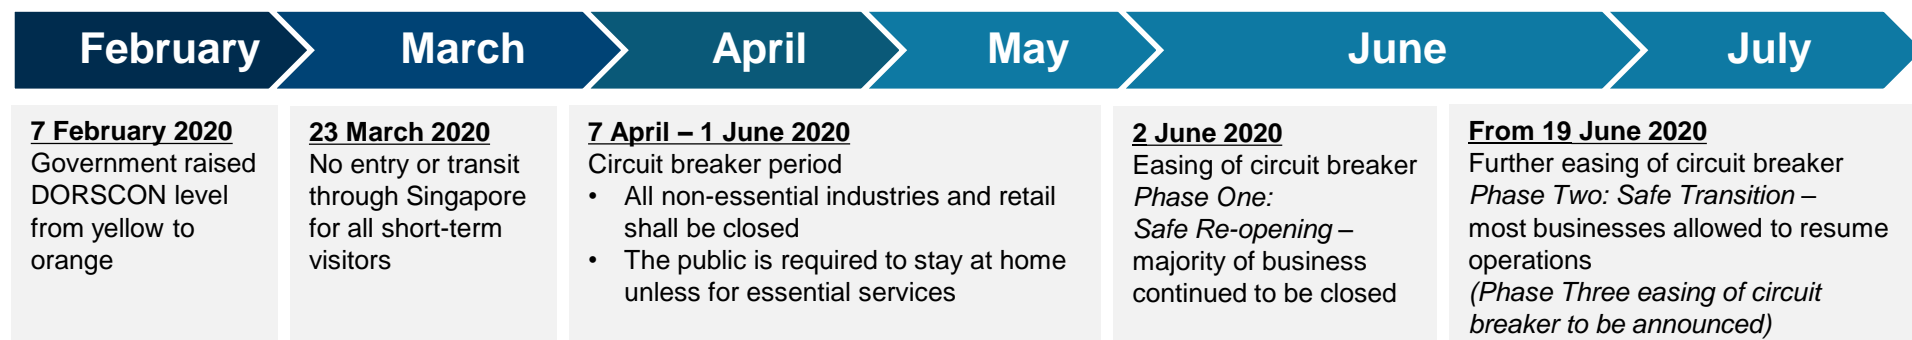 February
March
April
May
June
July
7 February 2020
Government raised
DORSCON level
from yellow to
orange
23 March 2020
No entry or transit
through Singapore
for all short-term
visitors
7 April – 1 June 2020
Circuit breaker period
• All non-essential industries and retail
shall be closed
• The public is required to stay at home
unless for essential services
2 June 2020
Easing of circuit breaker
Phase One:
Safe Re-opening –
majority of business
continued to be closed
From 19 June 2020
Further easing of circuit breaker
Phase Two: Safe Transition –
most businesses allowed to resume
operations
(Phase Three easing of circuit
breaker to be announced)